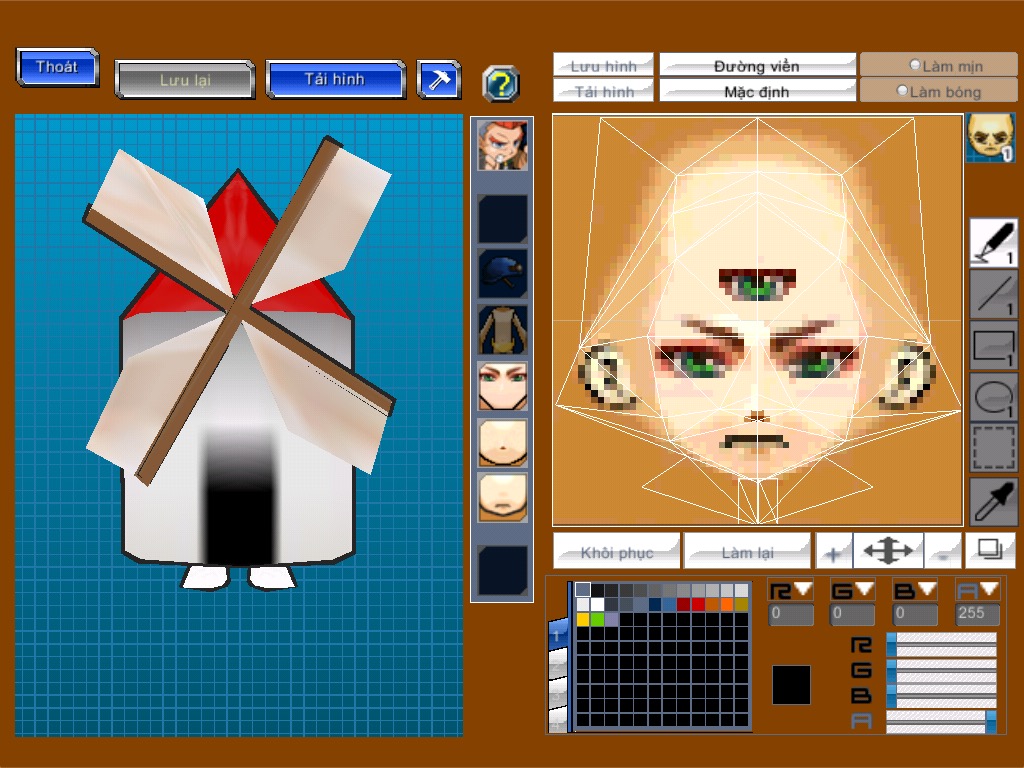 Thoát
Lưu lại
Tải hình
?
Lưu hình
Đường viền
Làm mịn
Tải hình
Mặc định
Làm bóng
1
1
1
1
1
Khôi phục
Làm lại
+
-
R G B A
0 0 0 255
1
R
G
B
A